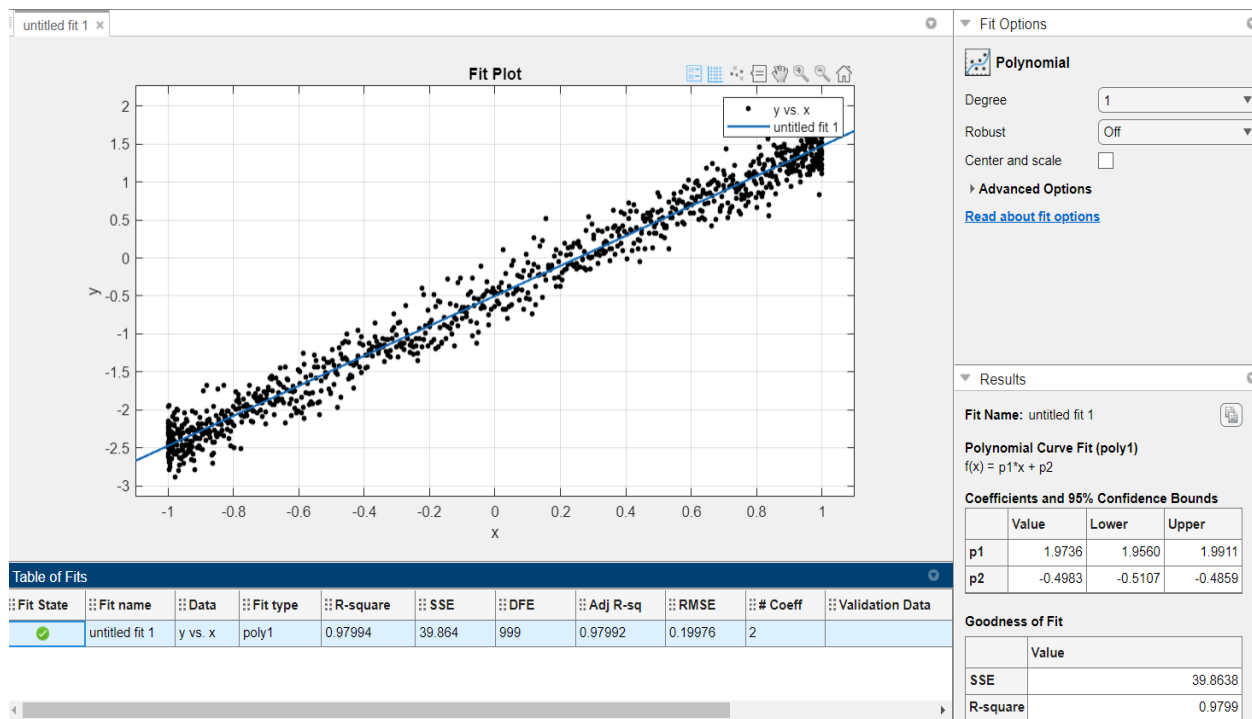 untitled fit 1 ×
Fit Plot
y vs. x
untitled fit 1
2
1.5
1
0.5
0
-0.5
-1
-1.5
-2
-2.5
-3
y
-1 -0.8 -0.6 -0.4 -0.2 0 0.2 0.4 0.6 0.8 1
x
Table of Fits
Fit State Fit name Data Fit type R-square SSE DFE Adj R-sq RMSE # Coeff Validation Data
untitled fit 1 y vs. x poly1 0.97994 39.864 999 0.97992 0.19976 2
Fit Options
Polynomial
Degree 1
Robust Off
Center and scale
Advanced Options
Read about fit options
Results
Fit Name: untitled fit 1
Polynomial Curve Fit (poly1)
f(x) = p1*x + p2
Coefficients and 95% Confidence Bounds
Value Lower Upper
p1 1.9736 1.9560 1.9911
p2 -0.4983 -0.5107 -0.4859
Goodness of Fit
Value
SSE 39.8638
R-square 0.9799